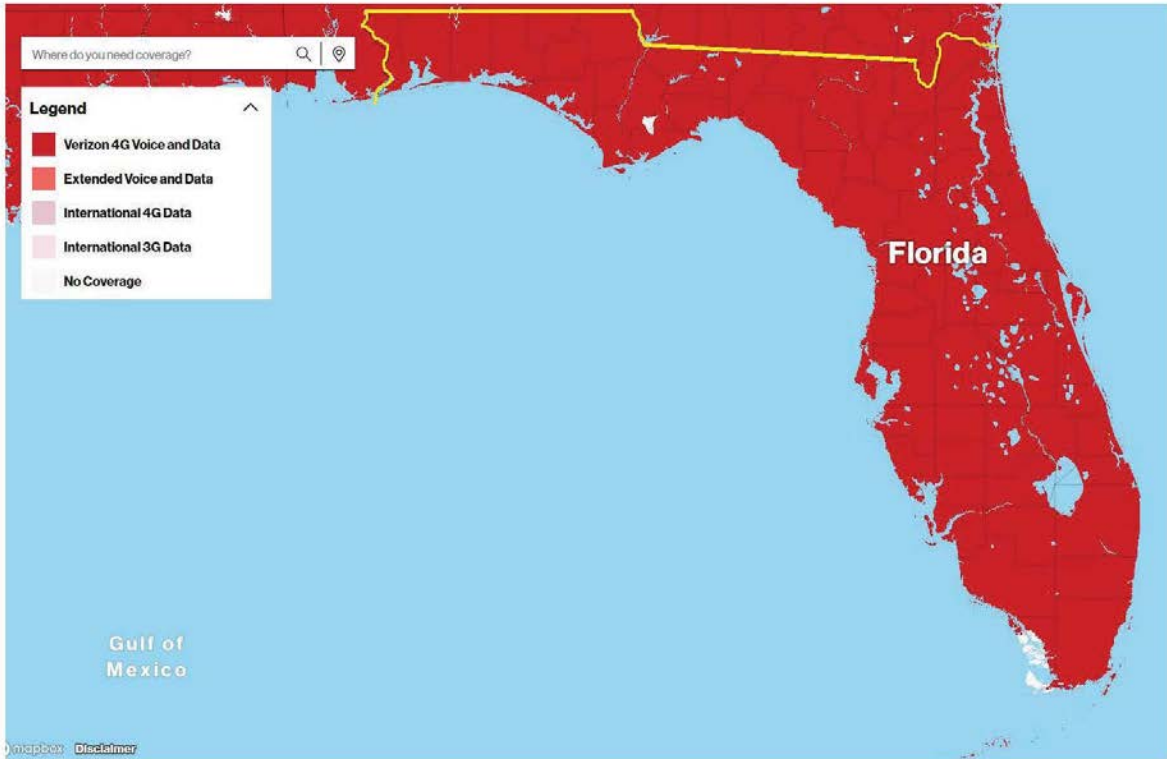 Where do you need coverage?
Legend
Verizon 4G Voice and Data
Extended Voice and Data
International 4G Data
International 3G Data
No Coverage
Florida
Gulf of
Mexico
mapbox Disclaimer